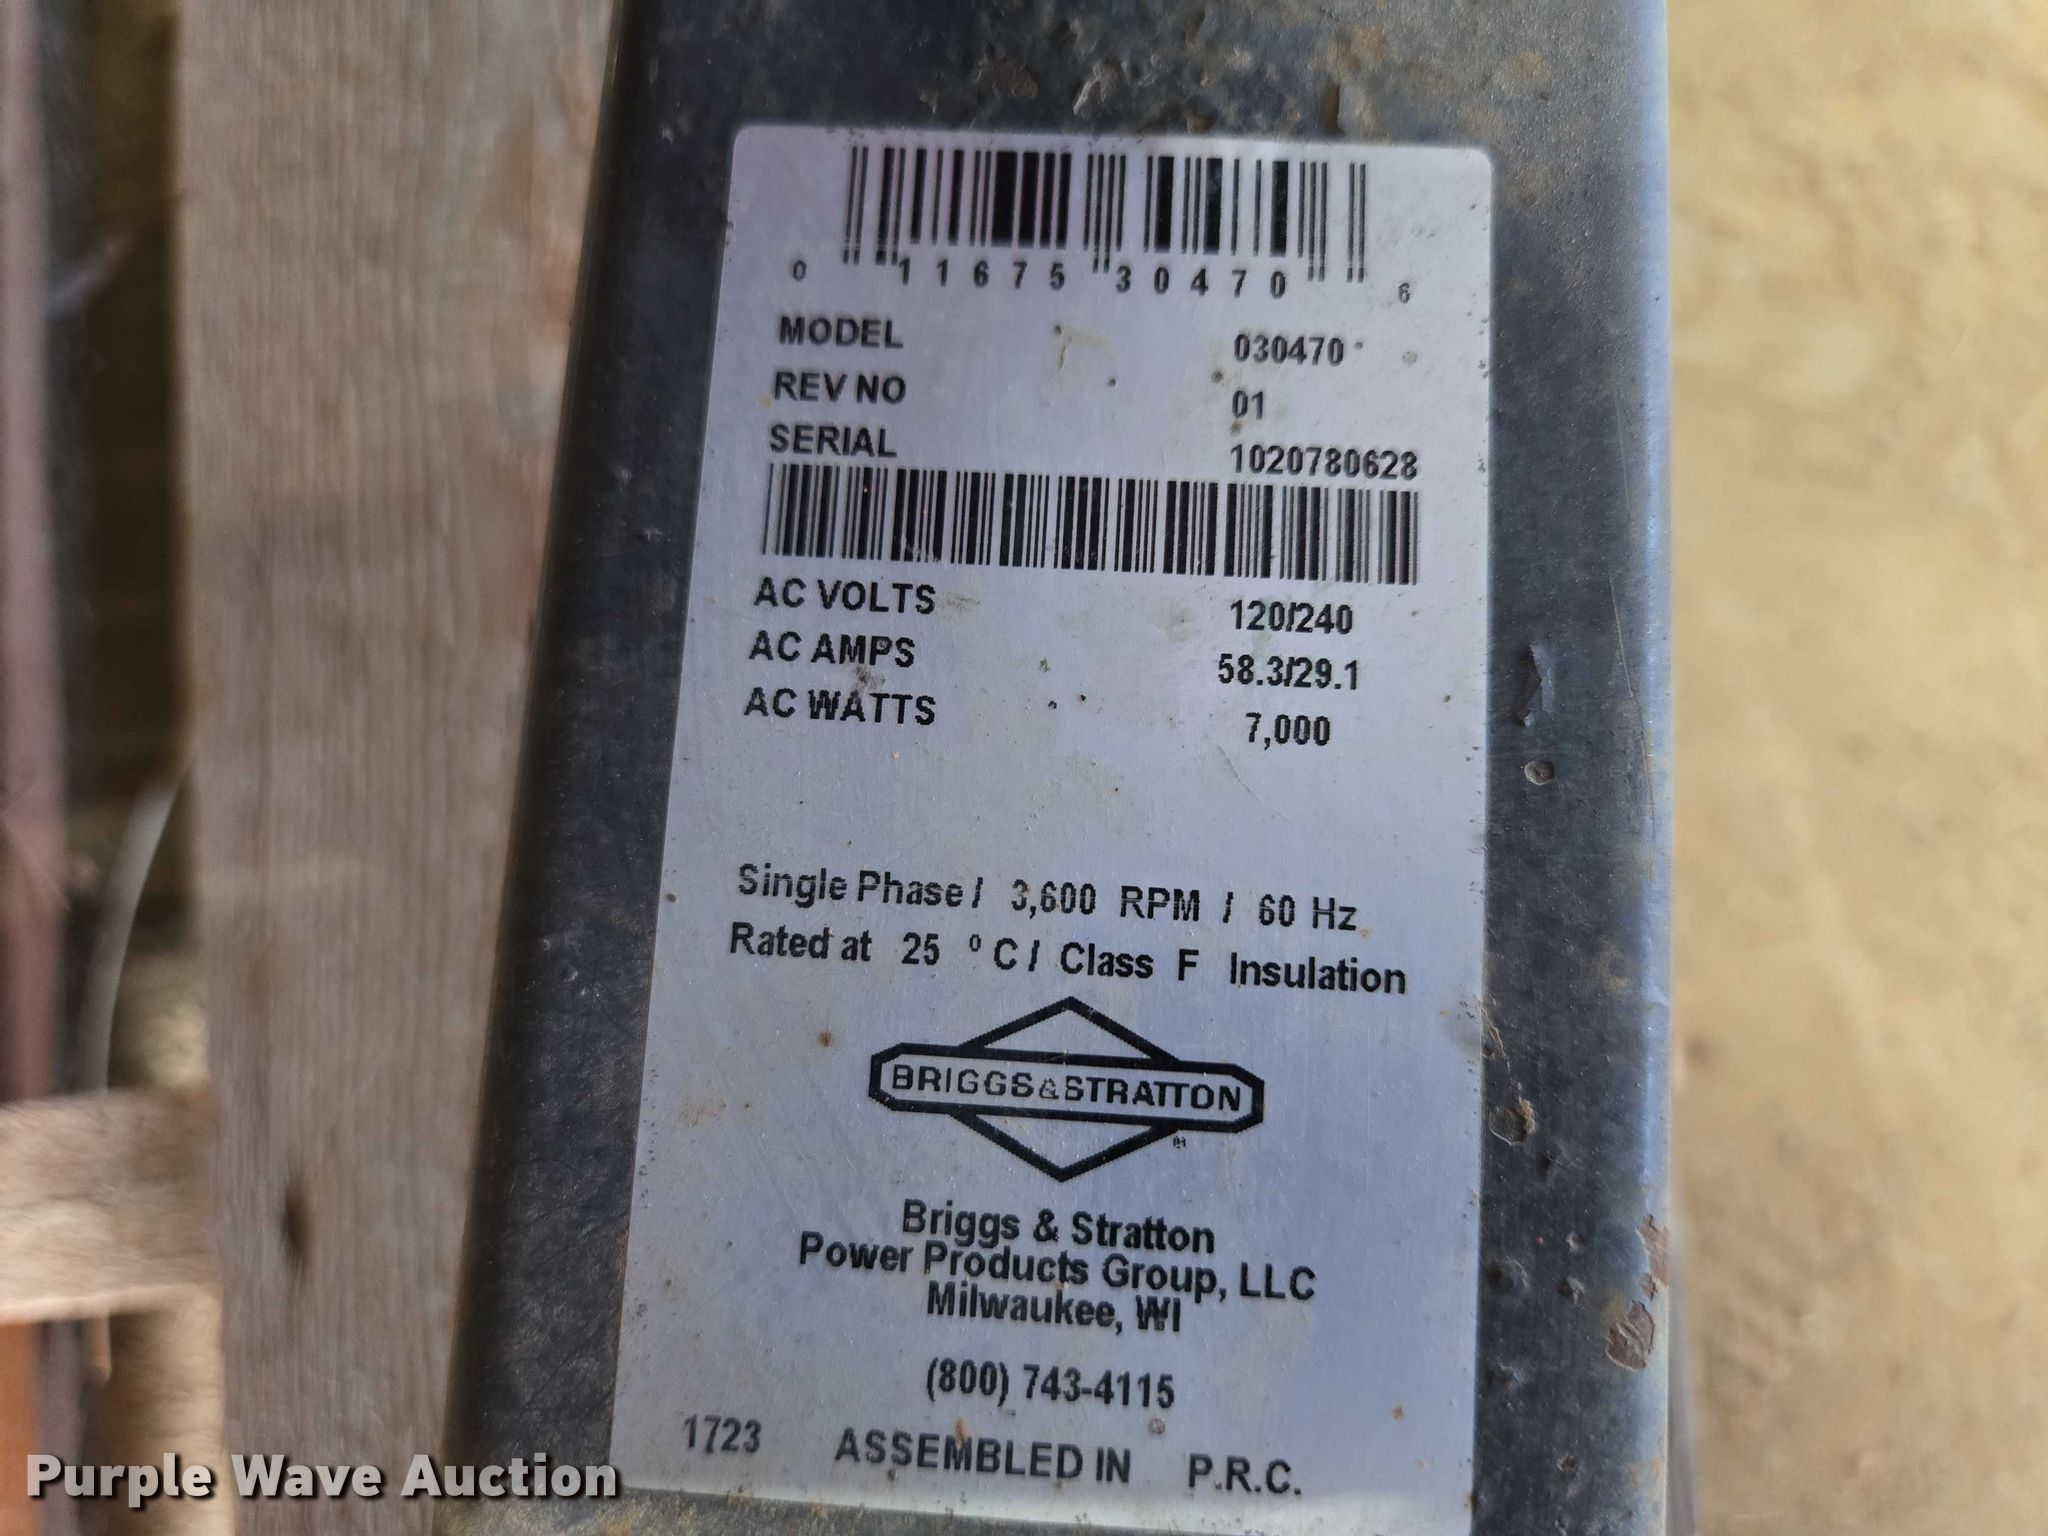 0 11675 30470 6
MODEL 030470
REV NO 01
SERIAL 1020780628
AC VOLTS 120/240
AC AMPS 58.3/29.1
AC WATTS 7,000
Single Phase / 3,600 RPM / 60 Hz
Rated at 25 °C / Class F Insulation
BRIGGS&STRATTON®
Briggs & Stratton
Power Products Group, LLC
Milwaukee, WI
(800) 743-4115
1723 ASSEMBLED IN P.R.C.
Purple Wave Auction